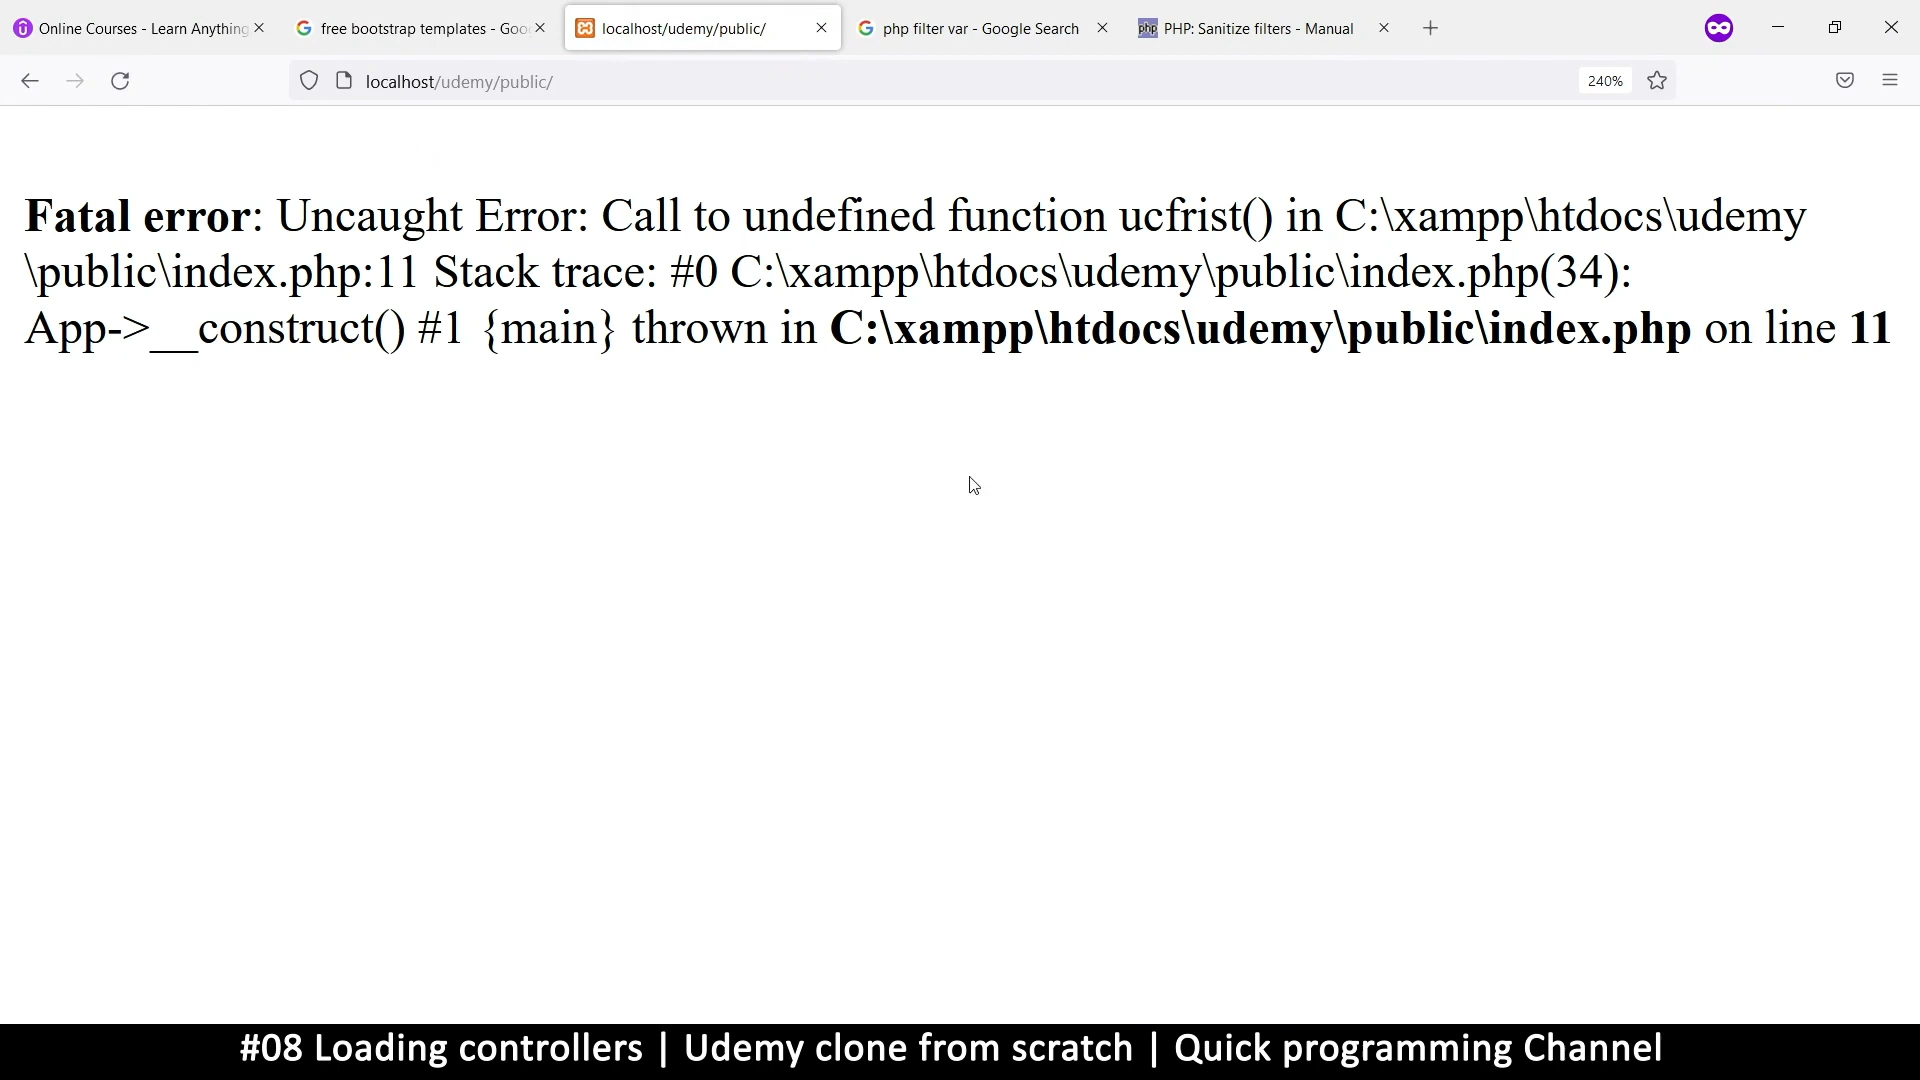 Online Courses - Learn Anything
free bootstrap templates - Goo
localhost/udemy/public/
php filter var - Google Search
php
PHP: Sanitize filters - Manual
localhost/udemy/public/
240%
Fatal error: Uncaught Error: Call to undefined function ucfrist() in C:\xampp\htdocs\udemy
\public\index.php:11 Stack trace: #0 C:\xampp\htdocs\udemy\public\index.php(34):
App->__construct() #1 {main} thrown in C:\xampp\htdocs\udemy\public\index.php on line 11
#08 Loading controllers | Udemy clone from scratch | Quick programming Channel